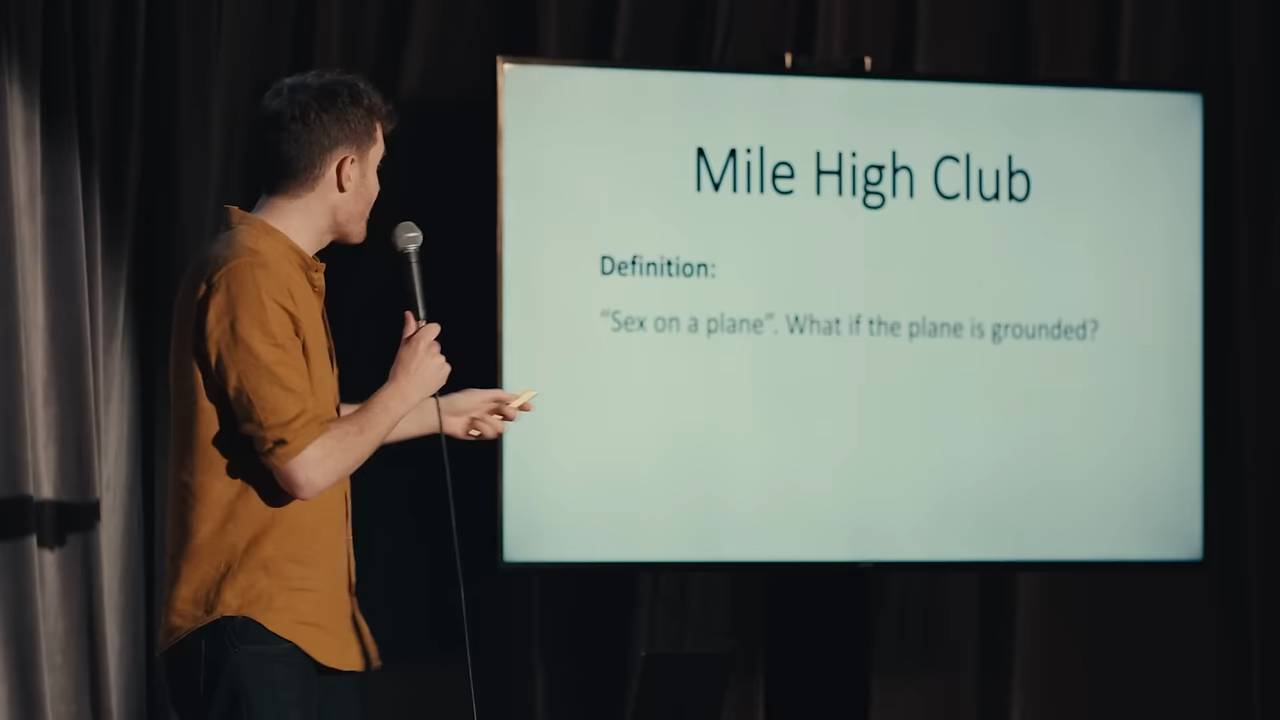 Mile High Club
Definition:
“Sex on a plane”. What if the plane is grounded?